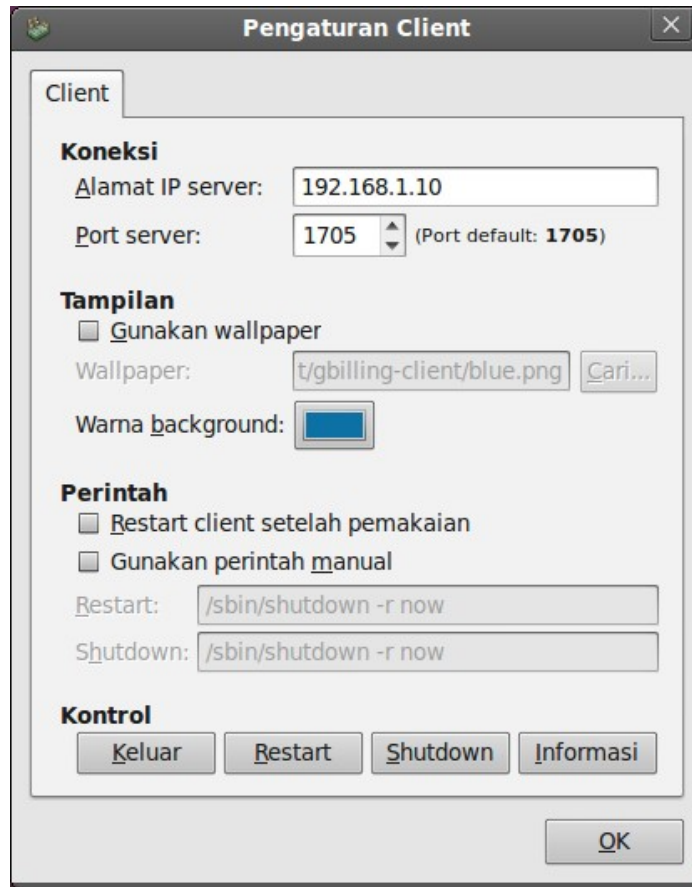 Pengaturan Client
Client
Koneksi
Alamat IP server: 192.168.1.10
Port server: 1705 (Port default: 1705)
Tampilan
Gunakan wallpaper
Wallpaper: t/gbilling-client/blue.png Cari...
Warna background:
Perintah
Restart client setelah pemakaian
Gunakan perintah manual
Restart: /sbin/shutdown -r now
Shutdown: /sbin/shutdown -r now
Kontrol
Keluar Restart Shutdown Informasi
OK